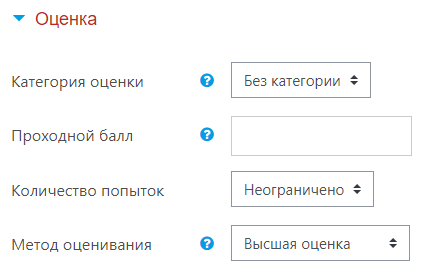 Оценка
Категория оценки Без категории
Проходной балл
Количество попыток Неограничено
Метод оценивания Высшая оценка